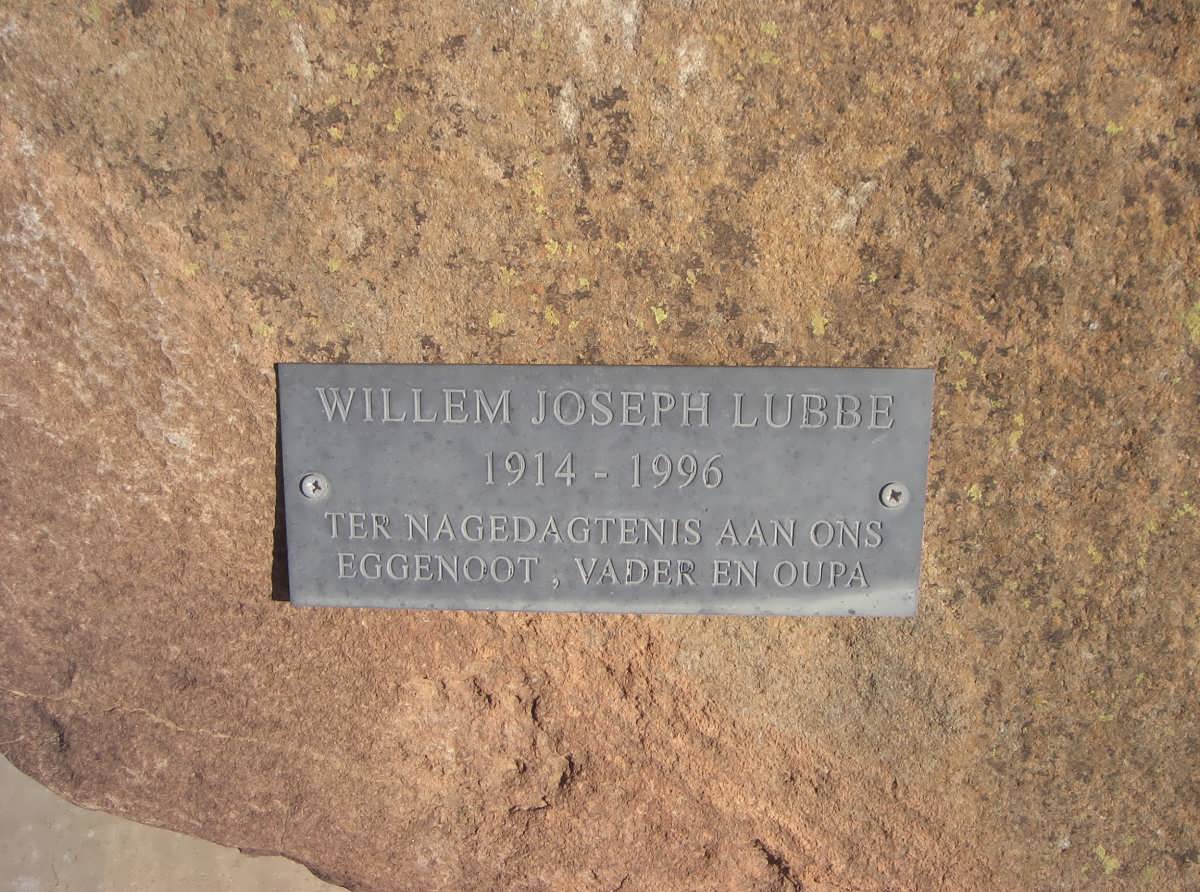 WILLEM JOSEPH LUBBE
1914 - 1996
TER NAGEDAGTENIS AAN ONS
EGGENOOT , VADER EN OUPA